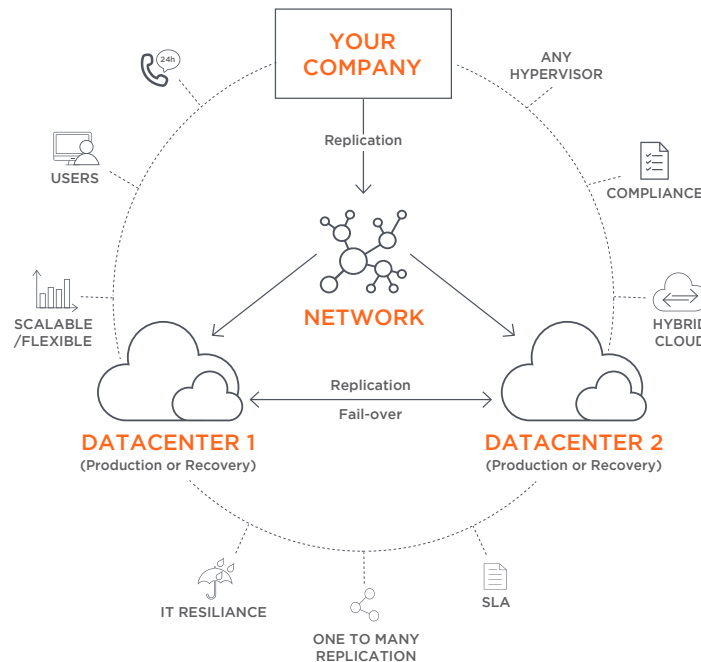 YOUR
COMPANY
24h
ANY
HYPERVISOR
Replication
USERS
COMPLIANCE
NETWORK
SCALABLE
/FLEXIBLE
HYBRID
CLOUD
Replication
Fail-over
DATACENTER 1
(Production or Recovery)
DATACENTER 2
(Production or Recovery)
IT RESILIANCE
SLA
ONE TO MANY
REPLICATION